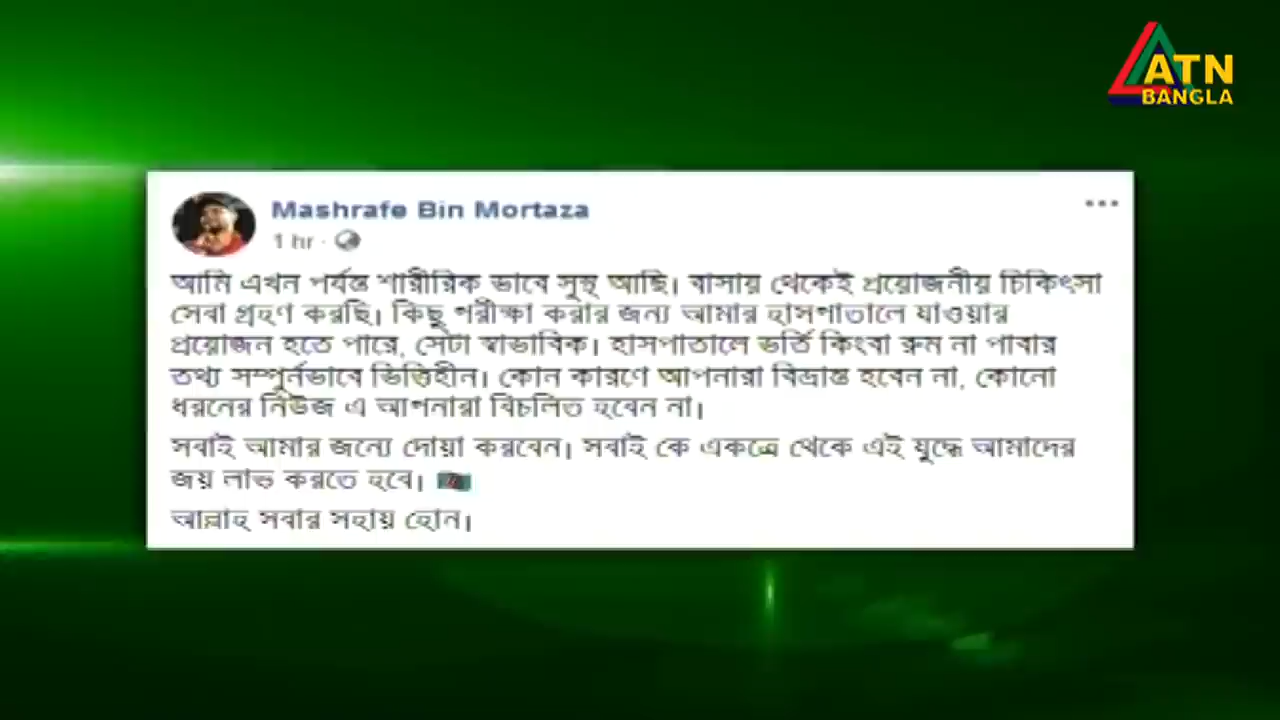 ATN
BANGLA
Mashrafe Bin Mortaza
1 hr ·
আমি এখন পর্যন্ত শারীরিক ভাবে সুস্থ আছি। বাসায় থেকেই প্রয়োজনীয় চিকিৎসা
সেবা গ্রহণ করছি। কিছু পরীক্ষা করার জন্য আমার হাসপাতালে যাওয়ার
প্রয়োজন হতে পারে, সেটা স্বাভাবিক। হাসপাতালে ভর্তি কিংবা রুম না পাবার
তথ্য সম্পুর্নভাবে ভিত্তিহীন। কোন কারণে আপনারা বিভ্রান্ত হবেন না, কোনো
ধরনের নিউজ এ আপনারা বিচলিত হবেন না।
সবাই আমার জন্যে দোয়া করবেন। সবাই কে একত্রে থেকে এই যুদ্ধে আমাদের
জয় লাভ করতে হবে।
আল্লাহ সবার সহায় হোন।